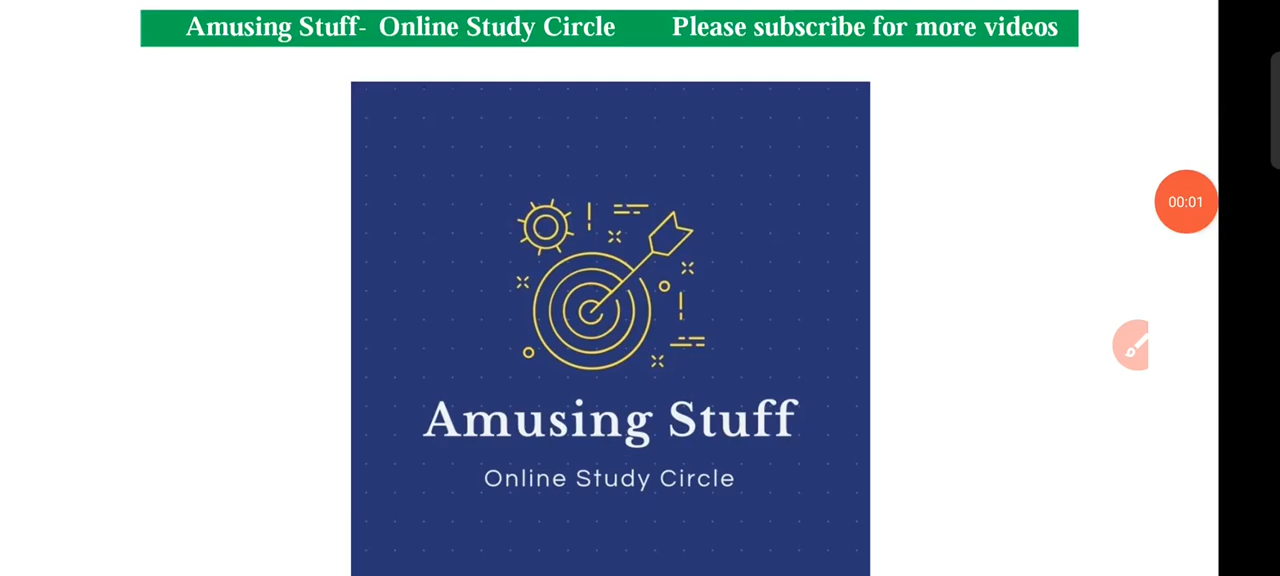 Amusing Stuff- Online Study Circle Please subscribe for more videos
00:01
Amusing Stuff
Online Study Circle